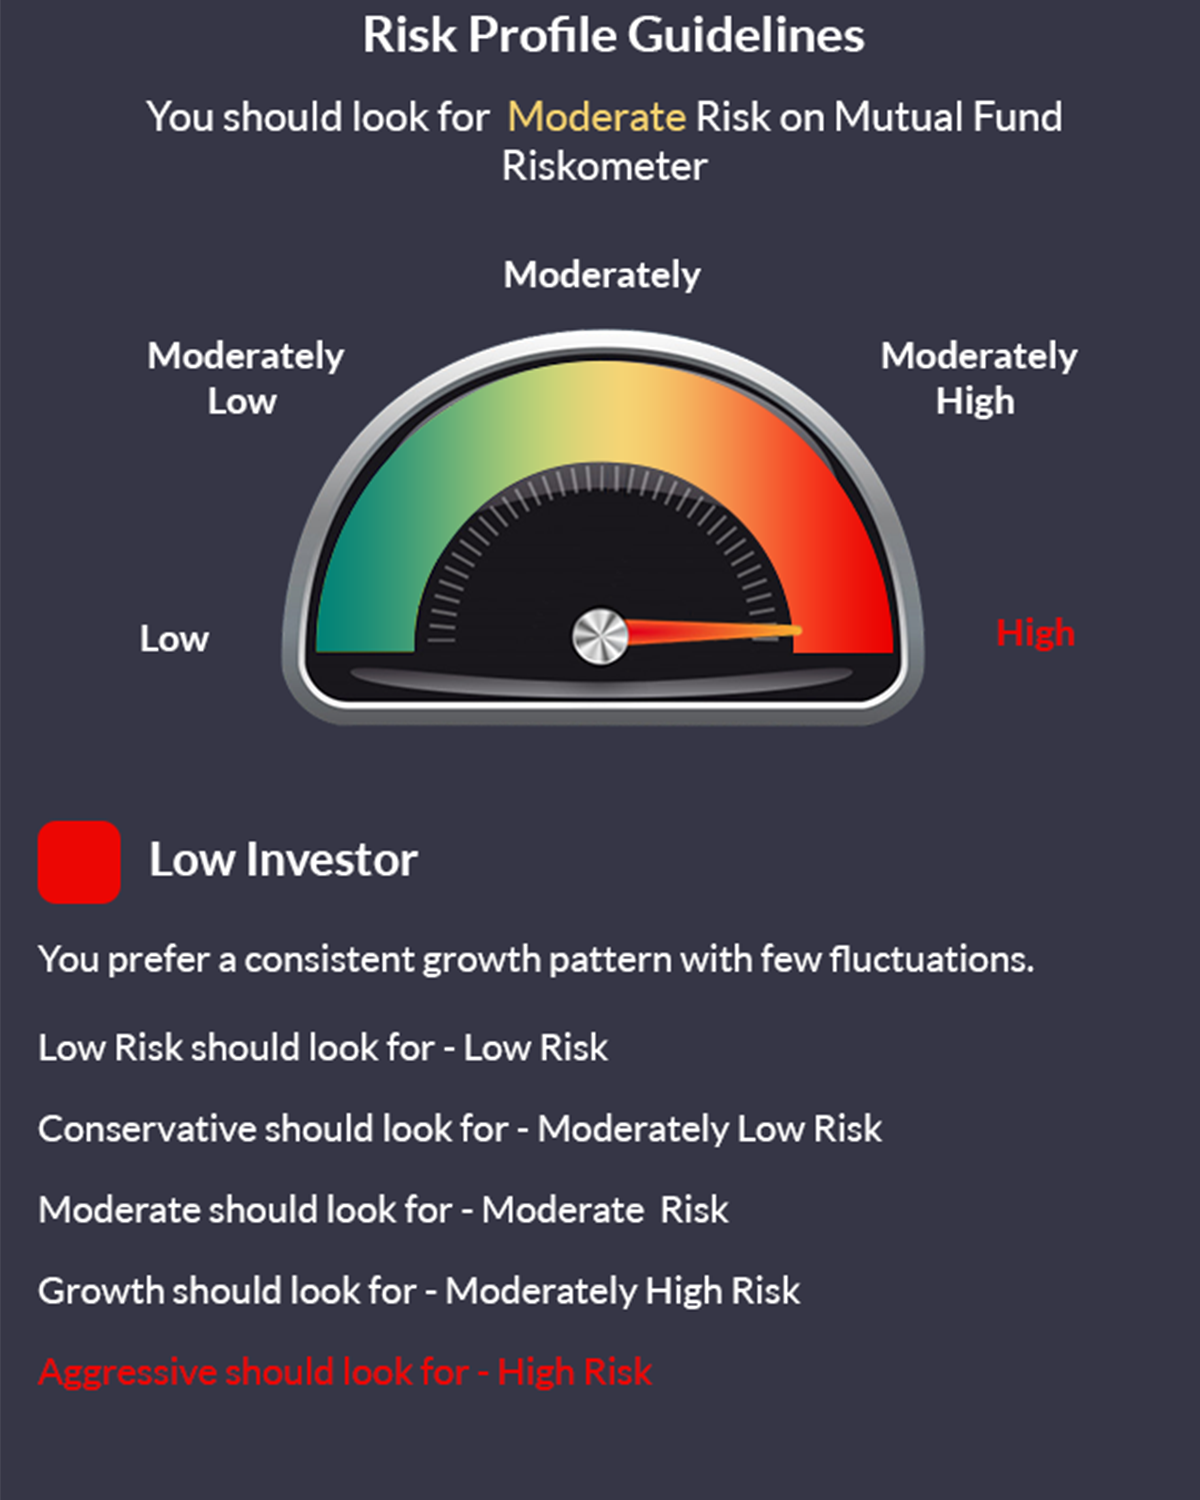 Risk Profile Guidelines
You should look for Moderate Risk on Mutual Fund
Riskometer
Moderately
Moderately
Low
Moderately
High
Low
High
Low Investor
You prefer a consistent growth pattern with few fluctuations.
Low Risk should look for - Low Risk
Conservative should look for - Moderately Low Risk
Moderate should look for - Moderate Risk
Growth should look for - Moderately High Risk
Aggressive should look for - High Risk